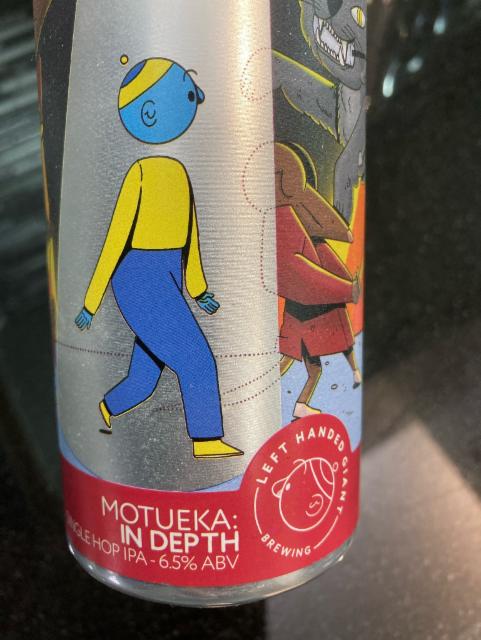 MOTUEKA:
IN DEPTH
HOP IPA - 6.5% ABV
LEFT HANDED GIANT
BREWING